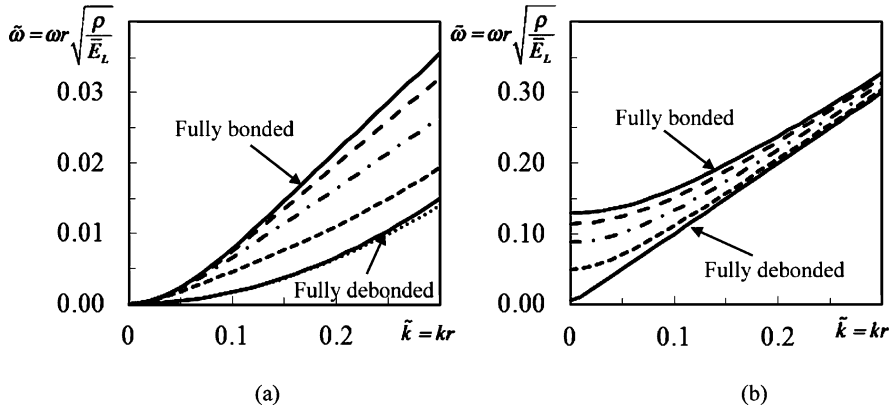 ω̃ = ωr√(ρ/Ē_L)
0.03
0.02
0.01
0.00
Fully bonded
Fully debonded
0 0.1 0.2 k̃ = kr
(a)
ω̃ = ωr√(ρ/Ē_L)
0.30
0.20
0.10
0.00
Fully bonded
Fully debonded
0 0.1 0.2 k̃ = kr
(b)